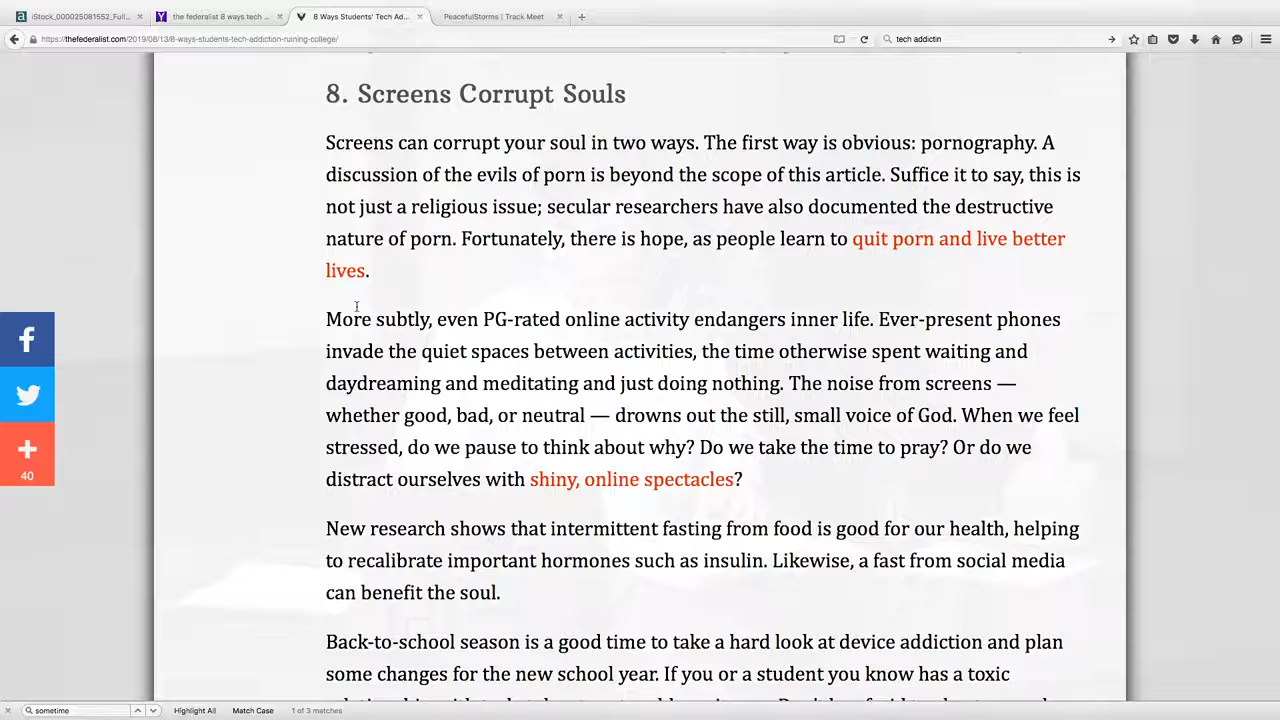 iStock_000025081552_Full...
the federalist 8 ways tech ...
8 Ways Students' Tech Ad...
PeacefulStorms | Track Meet
https://thefederalist.com/2019/08/13/8-ways-students-tech-addiction-ruining-college/
tech addictin
8. Screens Corrupt Souls
Screens can corrupt your soul in two ways. The first way is obvious: pornography. A
discussion of the evils of porn is beyond the scope of this article. Suffice it to say, this is
not just a religious issue; secular researchers have also documented the destructive
nature of porn. Fortunately, there is hope, as people learn to quit porn and live better
lives.
More subtly, even PG-rated online activity endangers inner life. Ever-present phones
invade the quiet spaces between activities, the time otherwise spent waiting and
daydreaming and meditating and just doing nothing. The noise from screens —
whether good, bad, or neutral — drowns out the still, small voice of God. When we feel
stressed, do we pause to think about why? Do we take the time to pray? Or do we
distract ourselves with shiny, online spectacles?
40
New research shows that intermittent fasting from food is good for our health, helping
to recalibrate important hormones such as insulin. Likewise, a fast from social media
can benefit the soul.
Back-to-school season is a good time to take a hard look at device addiction and plan
some changes for the new school year. If you or a student you know has a toxic
sometime
Highlight All
Match Case
1 of 3 matches